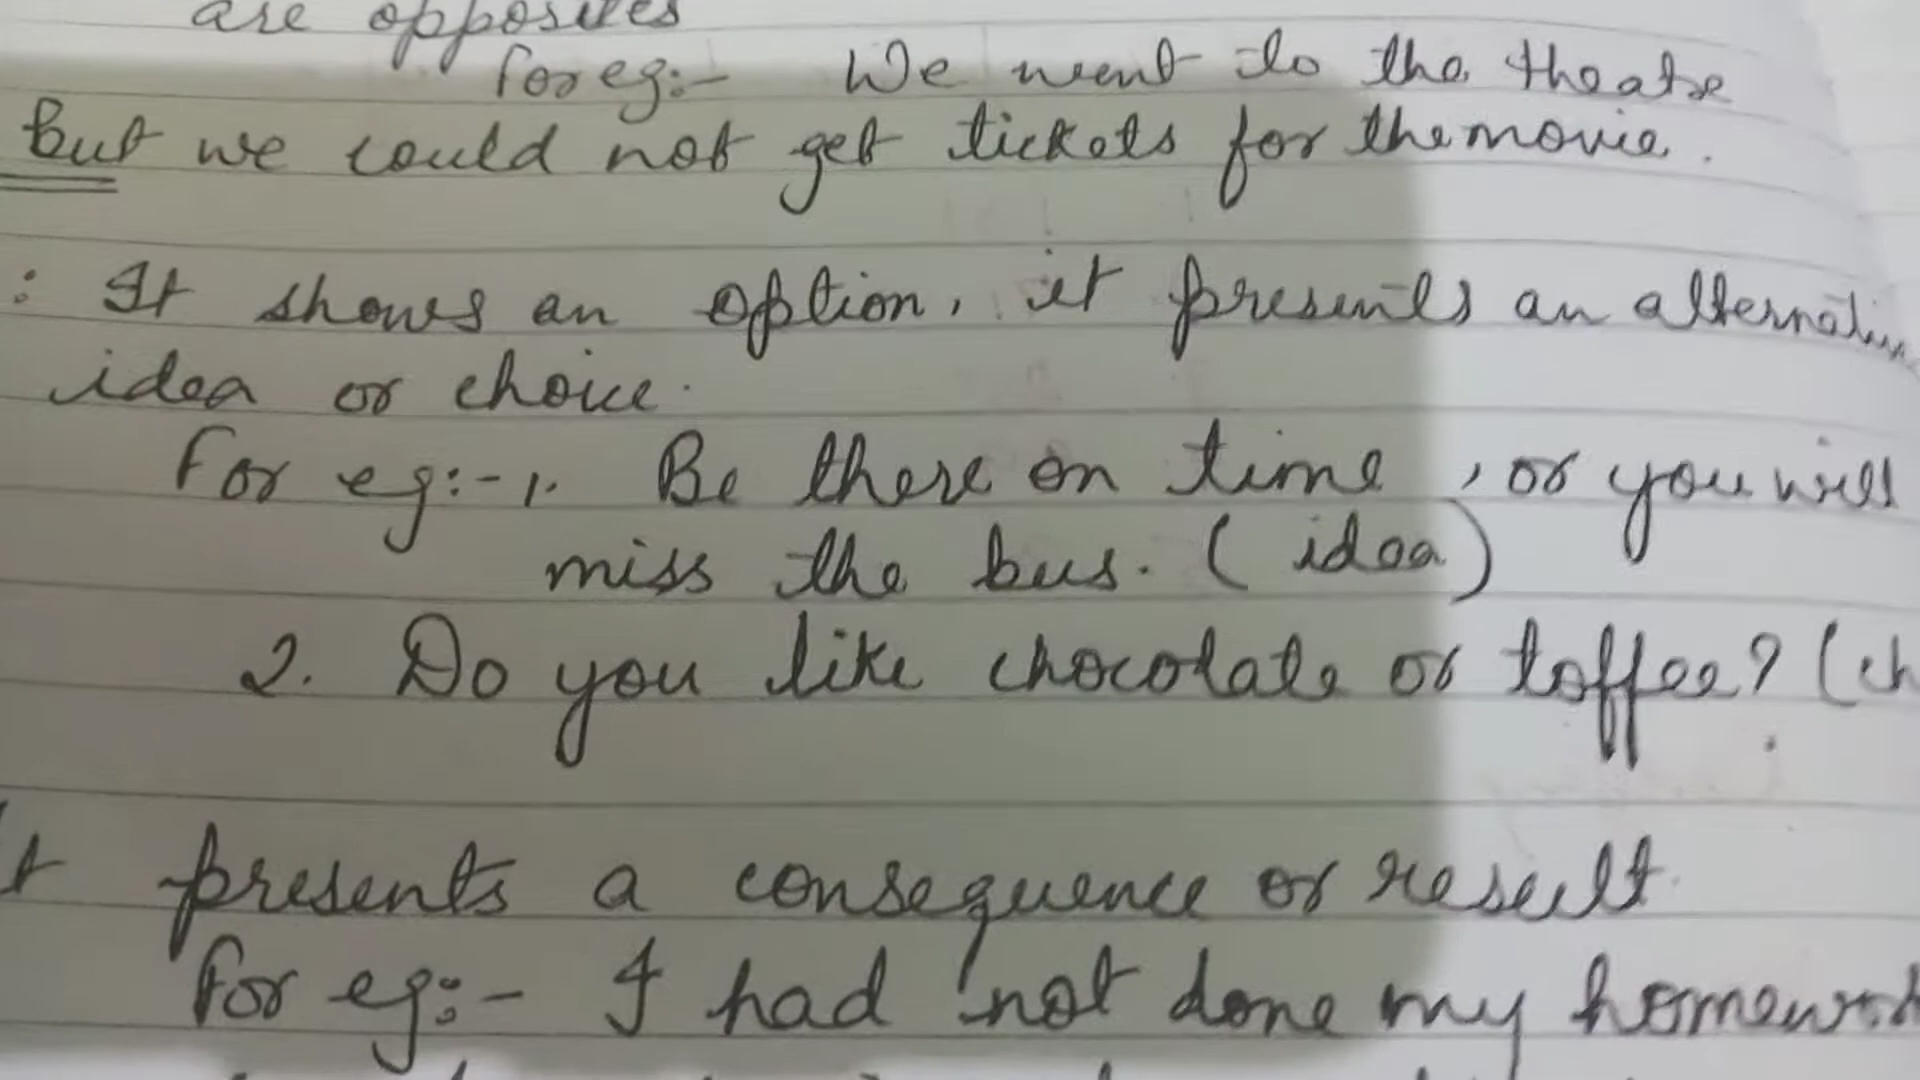 are opposites
For eg:- We went to the theatre
But we could not get tickets for the movie.
: It shows an option, it presents an alternative
idea or choice.
For eg:- 1. Be there on time, or you will
miss the bus. (idea)
2. Do you like chocolate or toffee? (ch
presents a consequence or result
For eg:- I had not done my homework